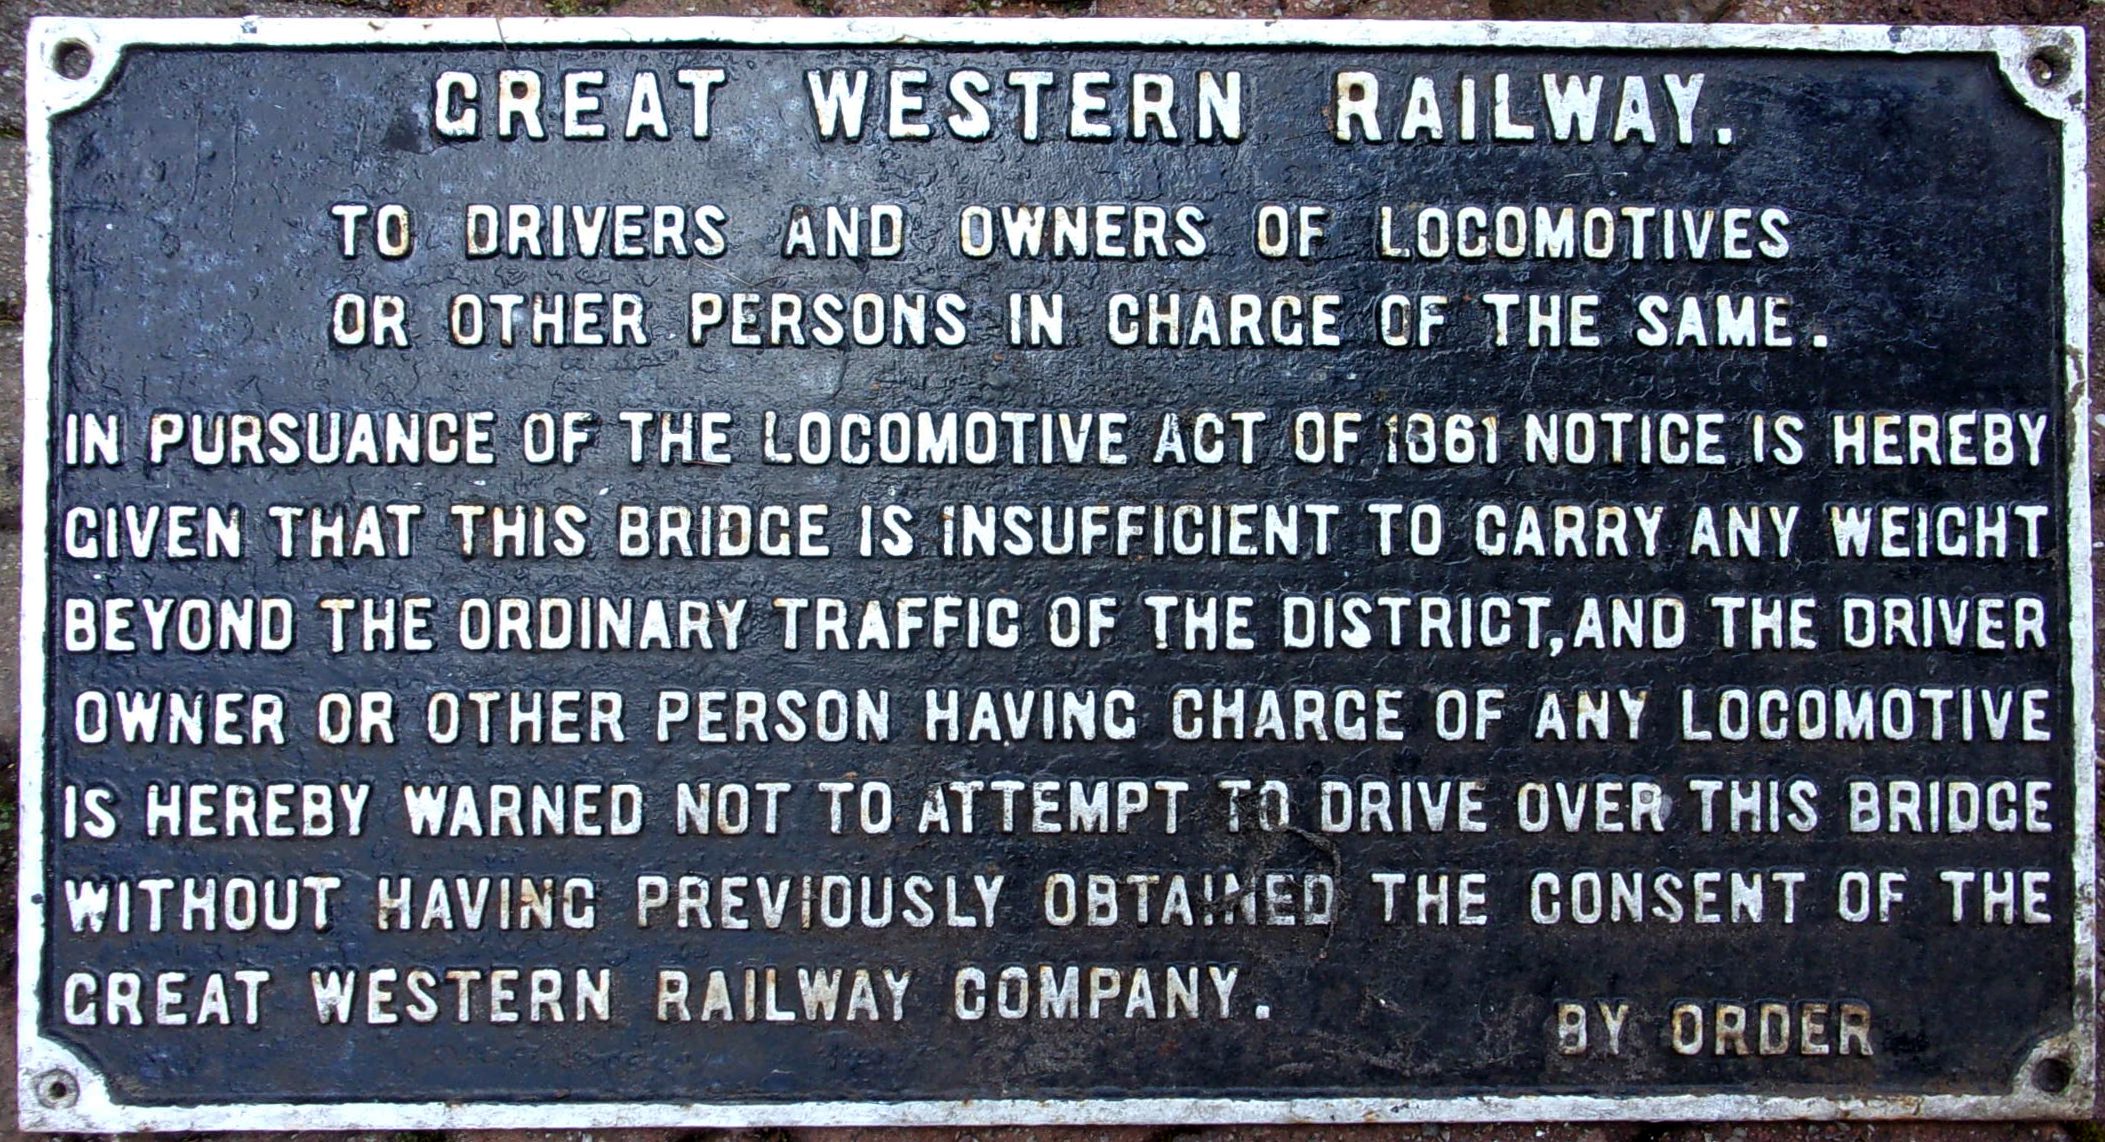 GREAT WESTERN RAILWAY.
TO DRIVERS AND OWNERS OF LOCOMOTIVES
OR OTHER PERSONS IN CHARGE OF THE SAME.
IN PURSUANCE OF THE LOCOMOTIVE ACT OF 1861 NOTICE IS HEREBY
GIVEN THAT THIS BRIDGE IS INSUFFICIENT TO CARRY ANY WEIGHT
BEYOND THE ORDINARY TRAFFIC OF THE DISTRICT, AND THE DRIVER
OWNER OR OTHER PERSON HAVING CHARGE OF ANY LOCOMOTIVE
IS HEREBY WARNED NOT TO ATTEMPT TO DRIVE OVER THIS BRIDGE
WITHOUT HAVING PREVIOUSLY OBTAINED THE CONSENT OF THE
GREAT WESTERN RAILWAY COMPANY.
BY ORDER